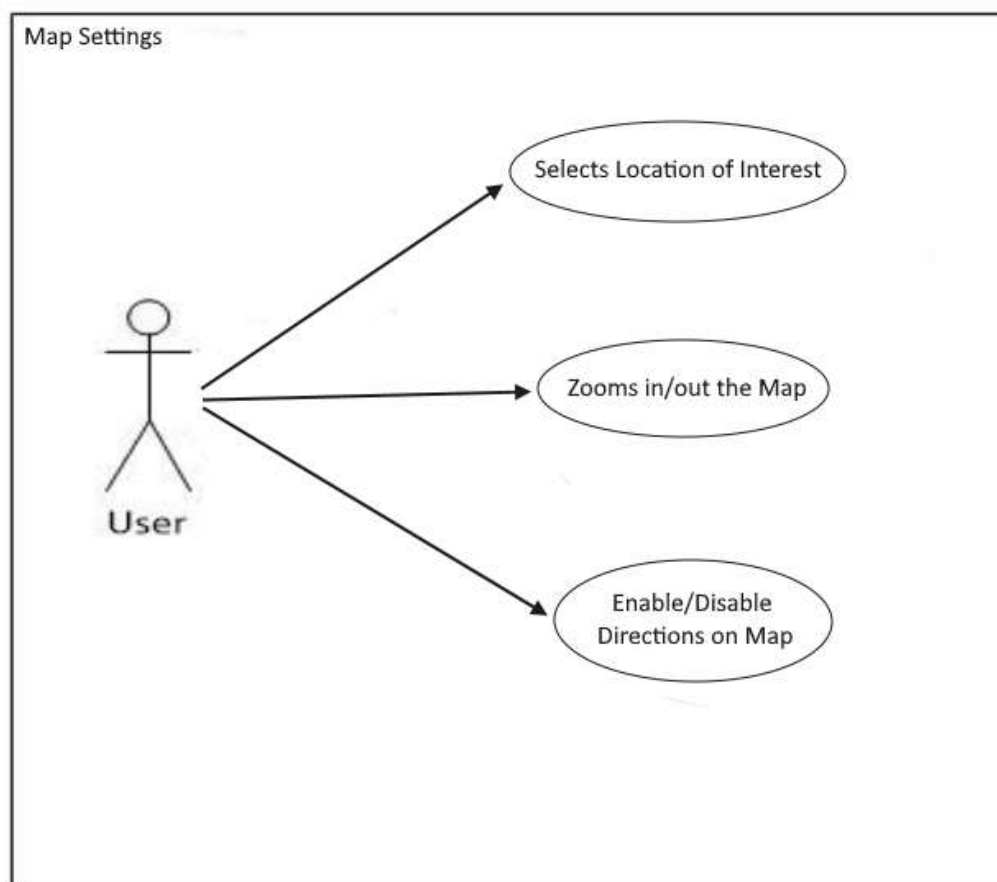 Map Settings
Selects Location of Interest
Zooms in/out the Map
User
Enable/Disable
Directions on Map